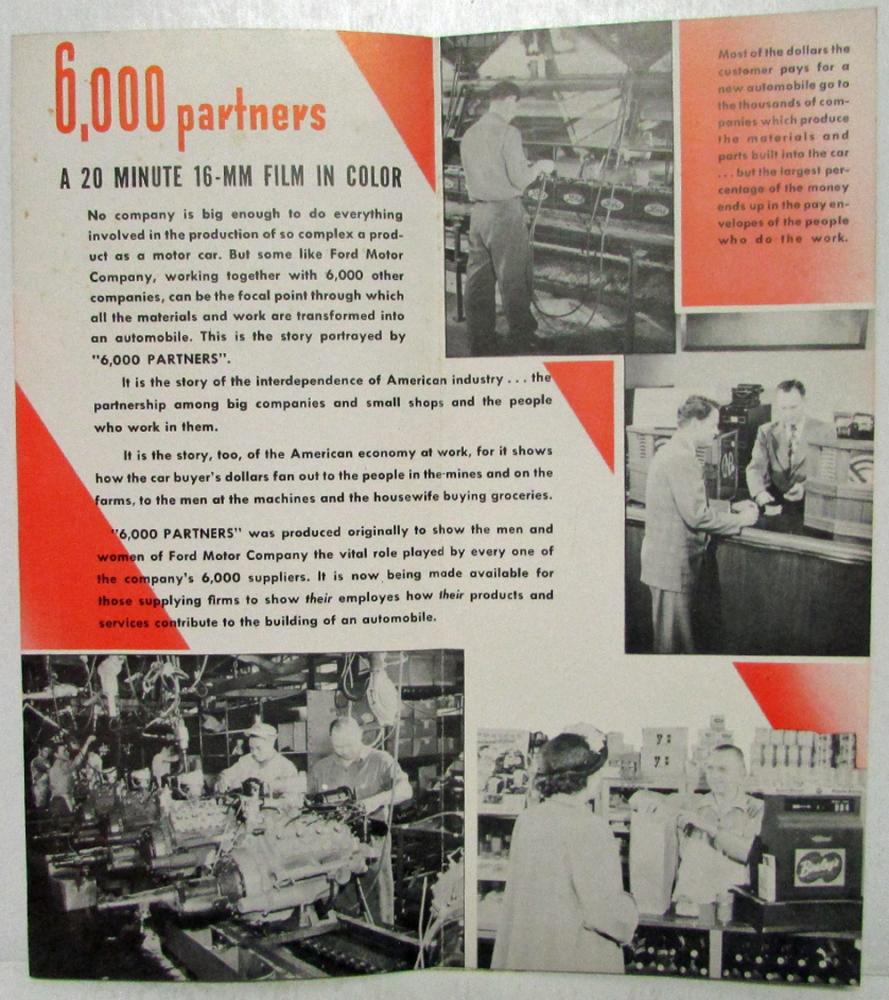 6,000 partners
A 20 MINUTE 16-MM FILM IN COLOR
No company is big enough to do everything
involved in the production of so complex a prod-
uct as a motor car. But some like Ford Motor
Company, working together with 6,000 other
companies, can be the focal point through which
all the materials and work are transformed into
an automobile. This is the story portrayed by
"6,000 PARTNERS".
It is the story of the interdependence of American industry . . . the
partnership among big companies and small shops and the people
who work in them.
It is the story, too, of the American economy at work, for it shows
how the car buyer's dollars fan out to the people in the mines and on the
farms, to the men at the machines and the housewife buying groceries.
"6,000 PARTNERS" was produced originally to show the men and
women of Ford Motor Company the vital role played by every one of
the company's 6,000 suppliers. It is now being made available for
those supplying firms to show their employes how their products and
services contribute to the building of an automobile.
Most of the dollars the
customer pays for a
new automobile go to
the thousands of com-
panies which produce
the materials and
parts built into the car
. . . but the largest per-
centage of the money
ends up in the pay en-
velopes of the people
who do the work.